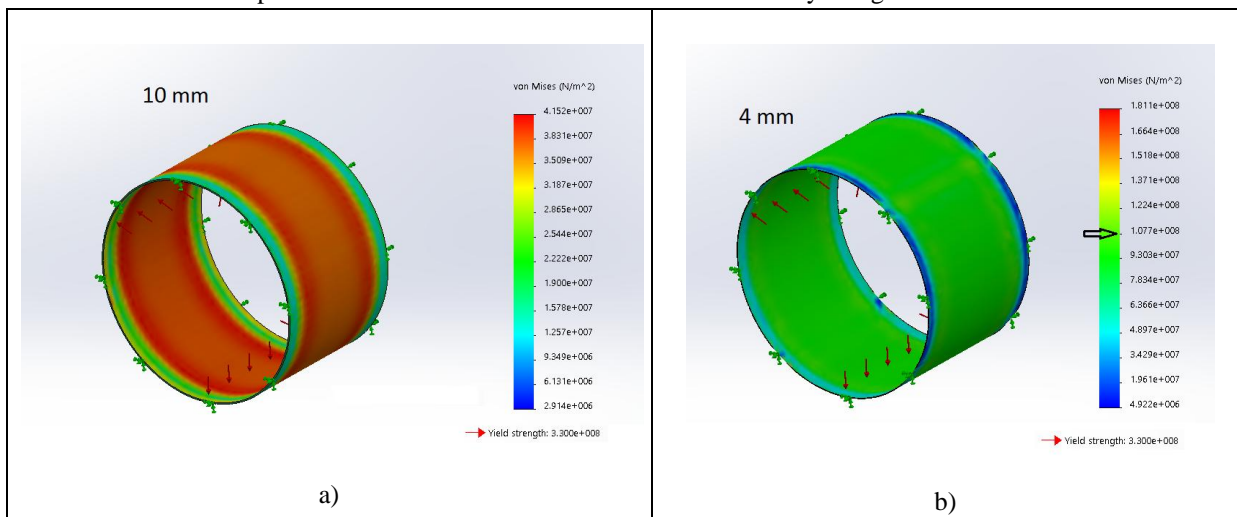 10 mm
von Mises (N/m^2)
4.152e+007
3.831e+007
3.509e+007
3.187e+007
2.865e+007
2.544e+007
2.222e+007
1.900e+007
1.578e+007
1.257e+007
9.349e+006
6.131e+006
2.914e+006
Yield strength: 3.300e+008
a)
4 mm
von Mises (N/m^2)
1.811e+008
1.664e+008
1.518e+008
1.371e+008
1.224e+008
1.077e+008
9.303e+007
7.834e+007
6.366e+007
4.897e+007
3.429e+007
1.961e+007
4.922e+006
Yield strength: 3.300e+008
b)